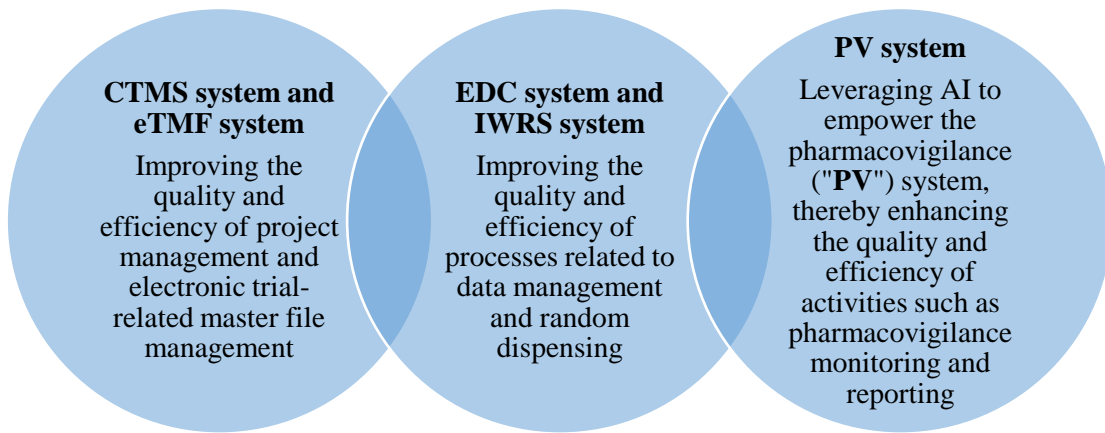 CTMS system and
eTMF system
Improving the
quality and
efficiency of project
management and
electronic trial-
related master file
management
EDC system and
IWRS system
Improving the
quality and
efficiency of
processes related to
data management
and random
dispensing
PV system
Leveraging AI to
empower the
pharmacovigilance
("PV") system,
thereby enhancing
the quality and
efficiency of
activities such as
pharmacovigilance
monitoring and
reporting